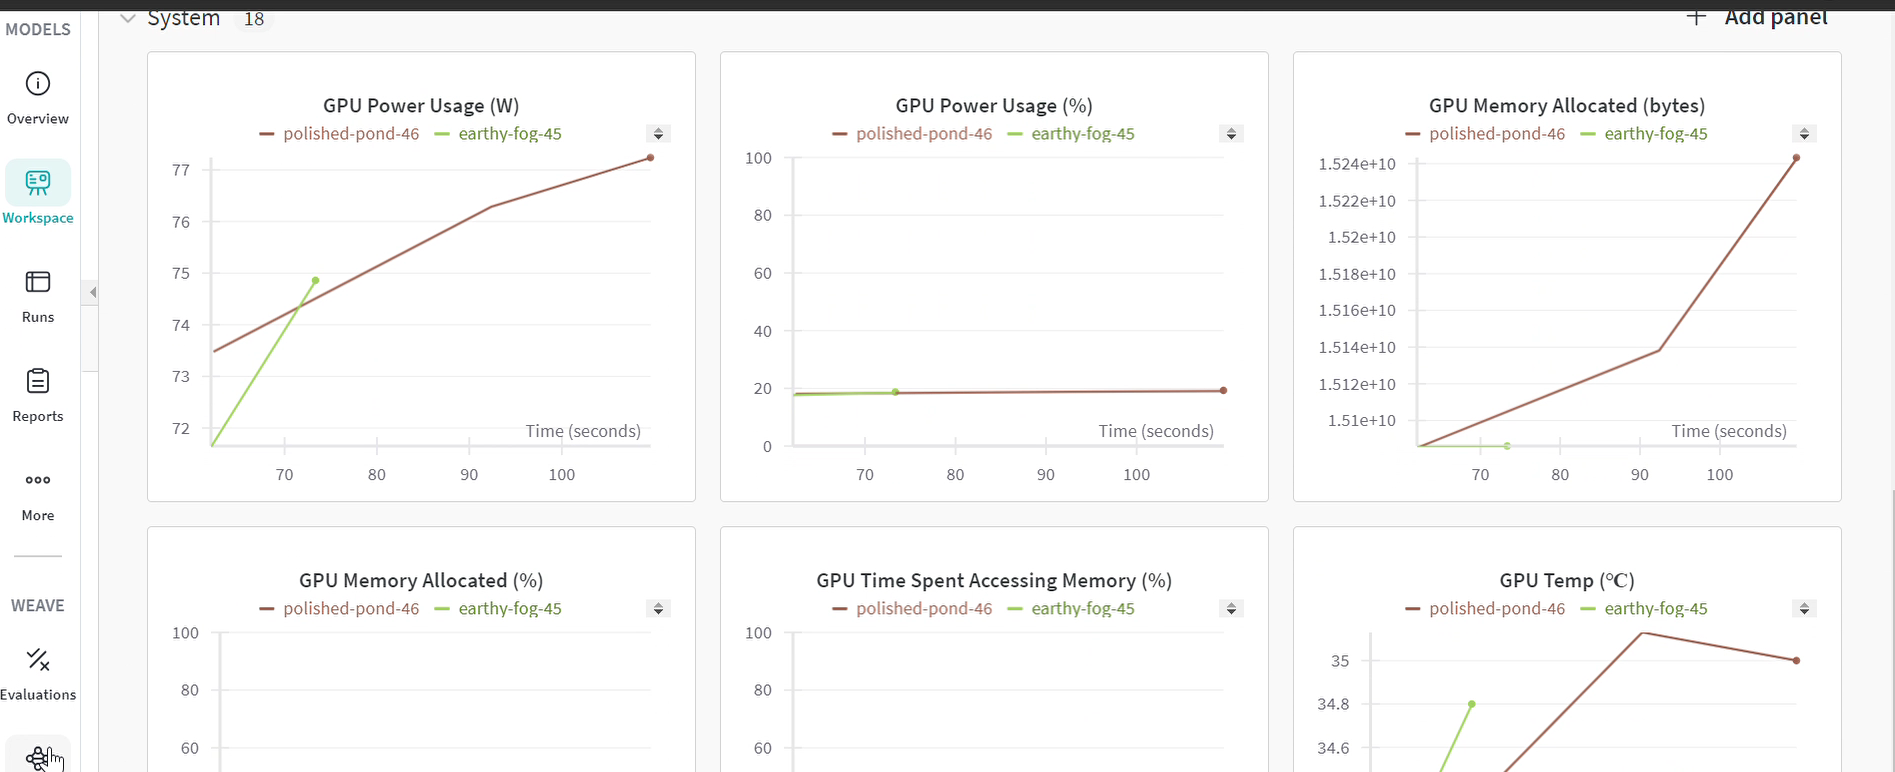 System 18
Add panel
MODELS
Overview
Workspace
Runs
Reports
More
WEAVE
Evaluations
GPU Power Usage (W)
polished-pond-46 earthy-fog-45
77
76
75
74
73
72
Time (seconds)
70 80 90 100
GPU Power Usage (%)
polished-pond-46 earthy-fog-45
100
80
60
40
20
0
Time (seconds)
70 80 90 100
GPU Memory Allocated (bytes)
polished-pond-46 earthy-fog-45
1.524e+10
1.522e+10
1.52e+10
1.518e+10
1.516e+10
1.514e+10
1.512e+10
1.51e+10
Time (seconds)
70 80 90 100
GPU Memory Allocated (%)
polished-pond-46 earthy-fog-45
100
80
60
GPU Time Spent Accessing Memory (%)
polished-pond-46 earthy-fog-45
100
80
60
GPU Temp (℃)
polished-pond-46 earthy-fog-45
35
34.8
34.6